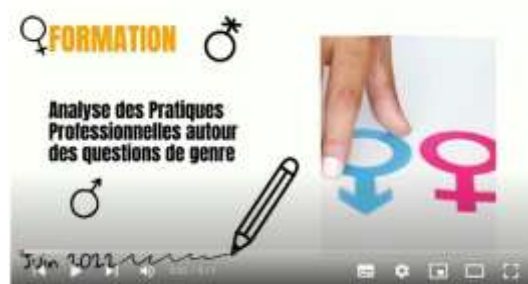 FORMATION
Analyse des Pratiques
Professionnelles autour
des questions de genre
Juin 2022